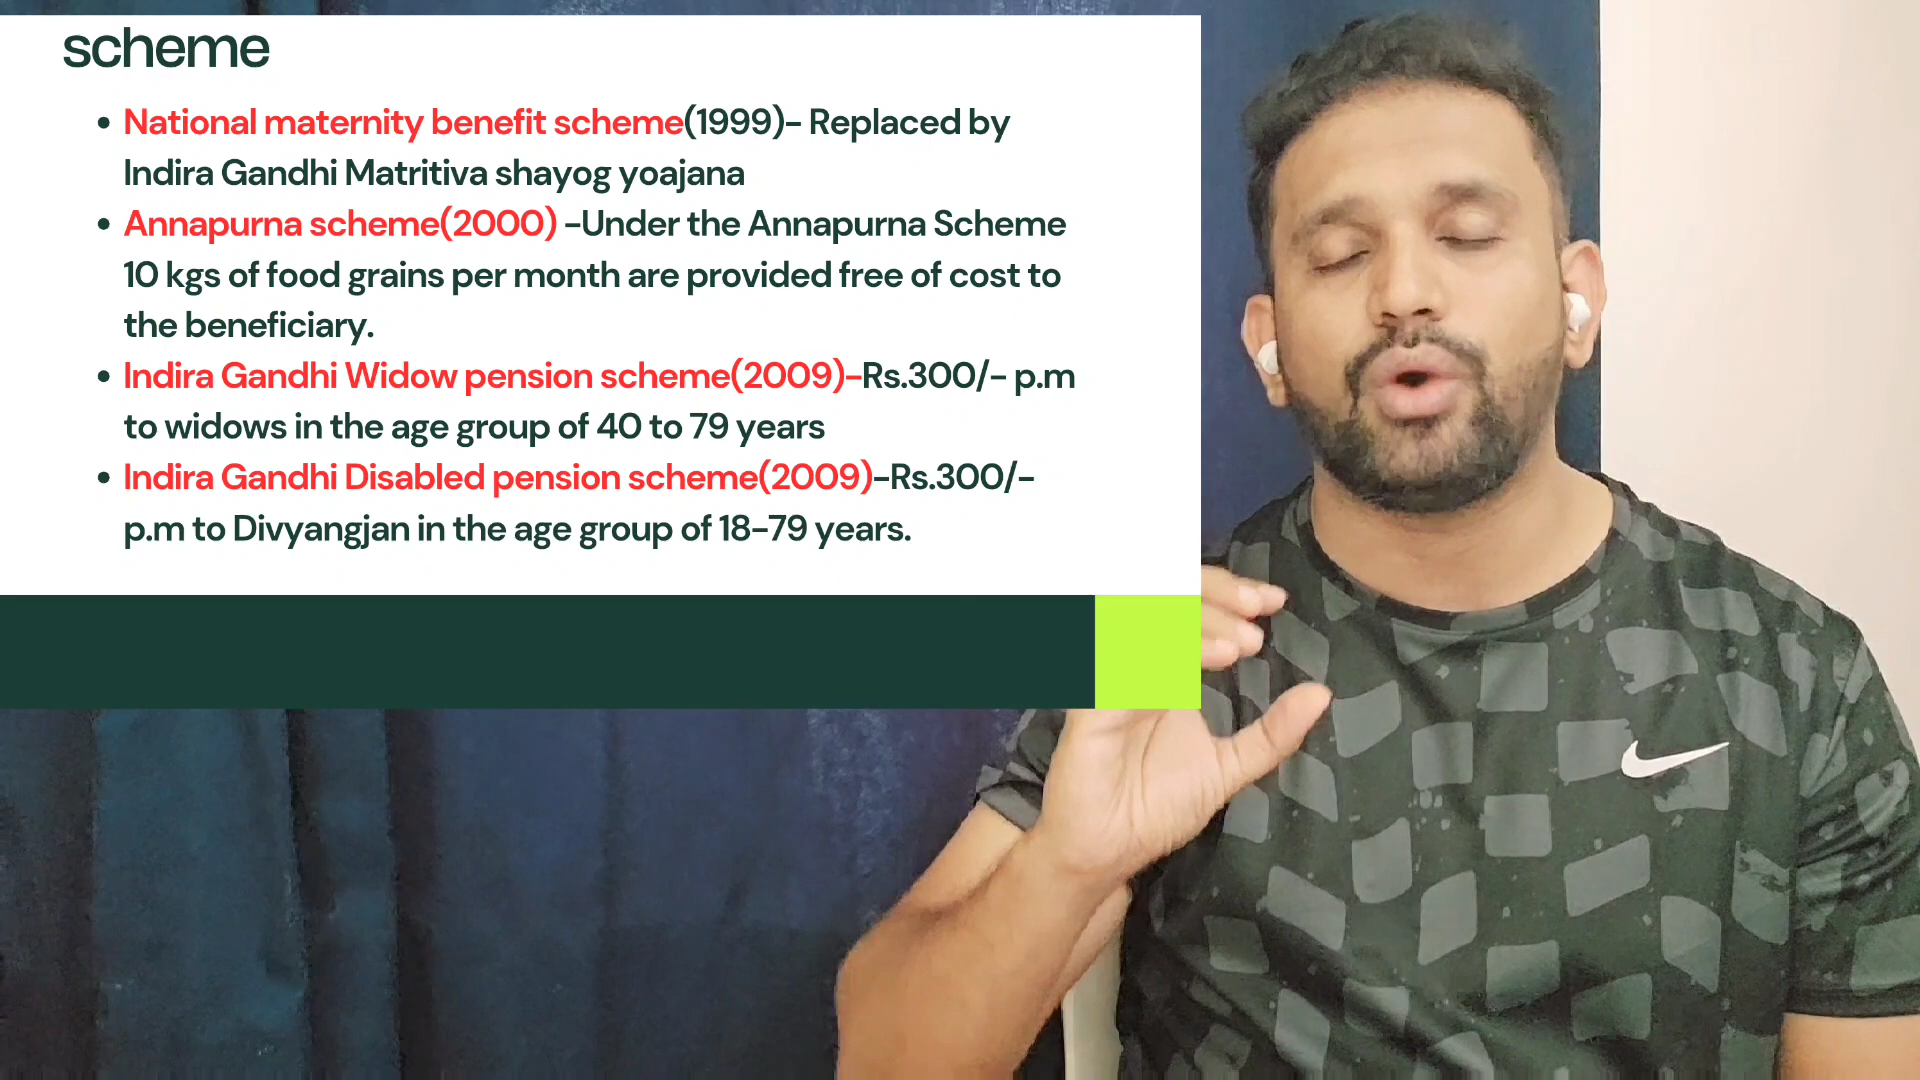 scheme
National maternity benefit scheme(1999)- Replaced by
Indira Gandhi Matritiva shayog yoajana
Annapurna scheme(2000) -Under the Annapurna Scheme
10 kgs of food grains per month are provided free of cost to
the beneficiary.
Indira Gandhi Widow pension scheme(2009)-Rs.300/- p.m
to widows in the age group of 40 to 79 years
Indira Gandhi Disabled pension scheme(2009)-Rs.300/-
p.m to Divyangjan in the age group of 18-79 years.